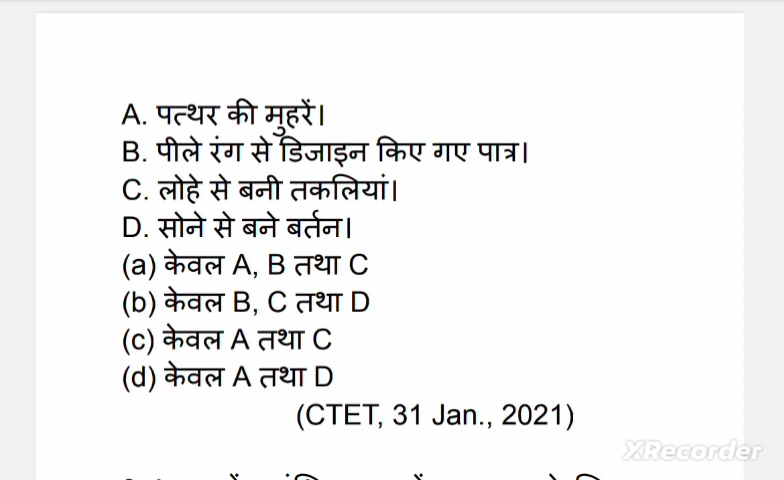 A. पत्थर की मुहरें।
B. पीले रंग से डिजाइन किए गए पात्र।
C. लोहे से बनी तकलियां।
D. सोने से बने बर्तन।
(a) केवल A, B तथा C
(b) केवल B, C तथा D
(c) केवल A तथा C
(d) केवल A तथा D
(CTET, 31 Jan., 2021)
XRecorder